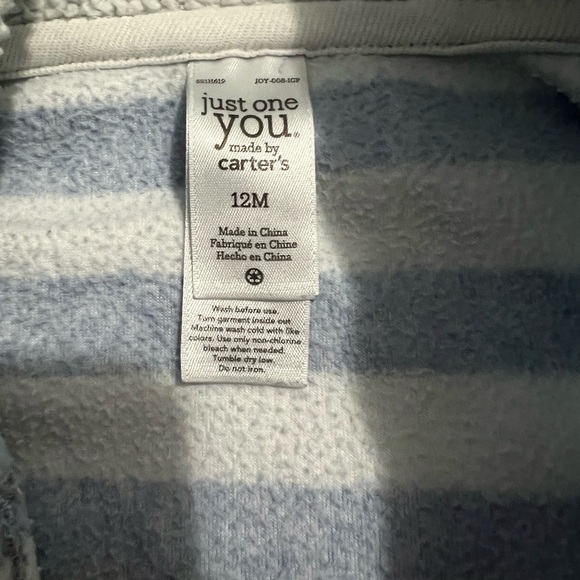 JOY-008-1GF
just one
you®
made by
carter's
12M
Made in China
Fabriqué en Chine
Hecho en China
Wash before use.
Turn garment inside out.
Machine wash cold with like
colors. Use only non-chlorine
bleach when needed.
Tumble dry low.
Do not iron.